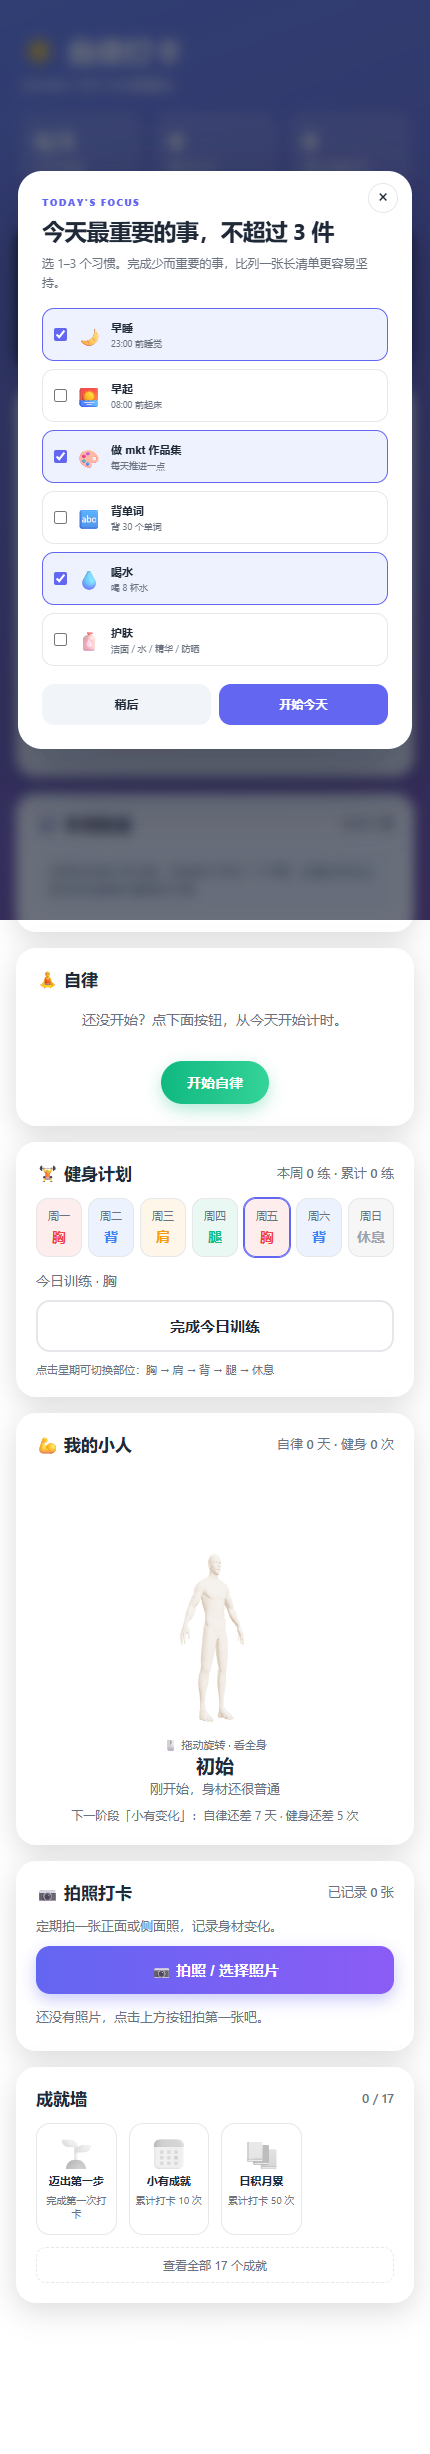 TODAY'S FOCUS
×
今天最重要的事，不超过 3 件
选 1–3 个习惯。完成少而重要的事，比列一张长清单更容易坚
持。
早睡
23:00 前睡觉
早起
08:00 前起床
做 mkt 作品集
每天推进一点
abc
背单词
背 30 个单词
喝水
喝 8 杯水
护肤
洁面 / 水 / 精华 / 防晒
稍后
开始今天
自律
还没开始？点下面按钮，从今天开始计时。
开始自律
健身计划
本周 0 练 · 累计 0 练
周一 周二 周三 周四 周五 周六 周日
胸 背 肩 腿 胸 背 休息
今日训练 · 胸
完成今日训练
点击星期可切换部位：胸 → 肩 → 背 → 腿 → 休息
我的小人
自律 0 天 · 健身 0 次
拖动旋转 · 看全身
初始
刚开始，身材还很普通
下一阶段「小有变化」：自律还差 7 天 · 健身还差 5 次
拍照打卡
已记录 0 张
定期拍一张正面或侧面照，记录身材变化。
拍照 / 选择照片
还没有照片，点击上方按钮拍第一张吧。
成就墙
0 / 17
迈出第一步
完成第一次打
卡
小有成就
累计打卡 10 次
日积月累
累计打卡 50 次
查看全部 17 个成就